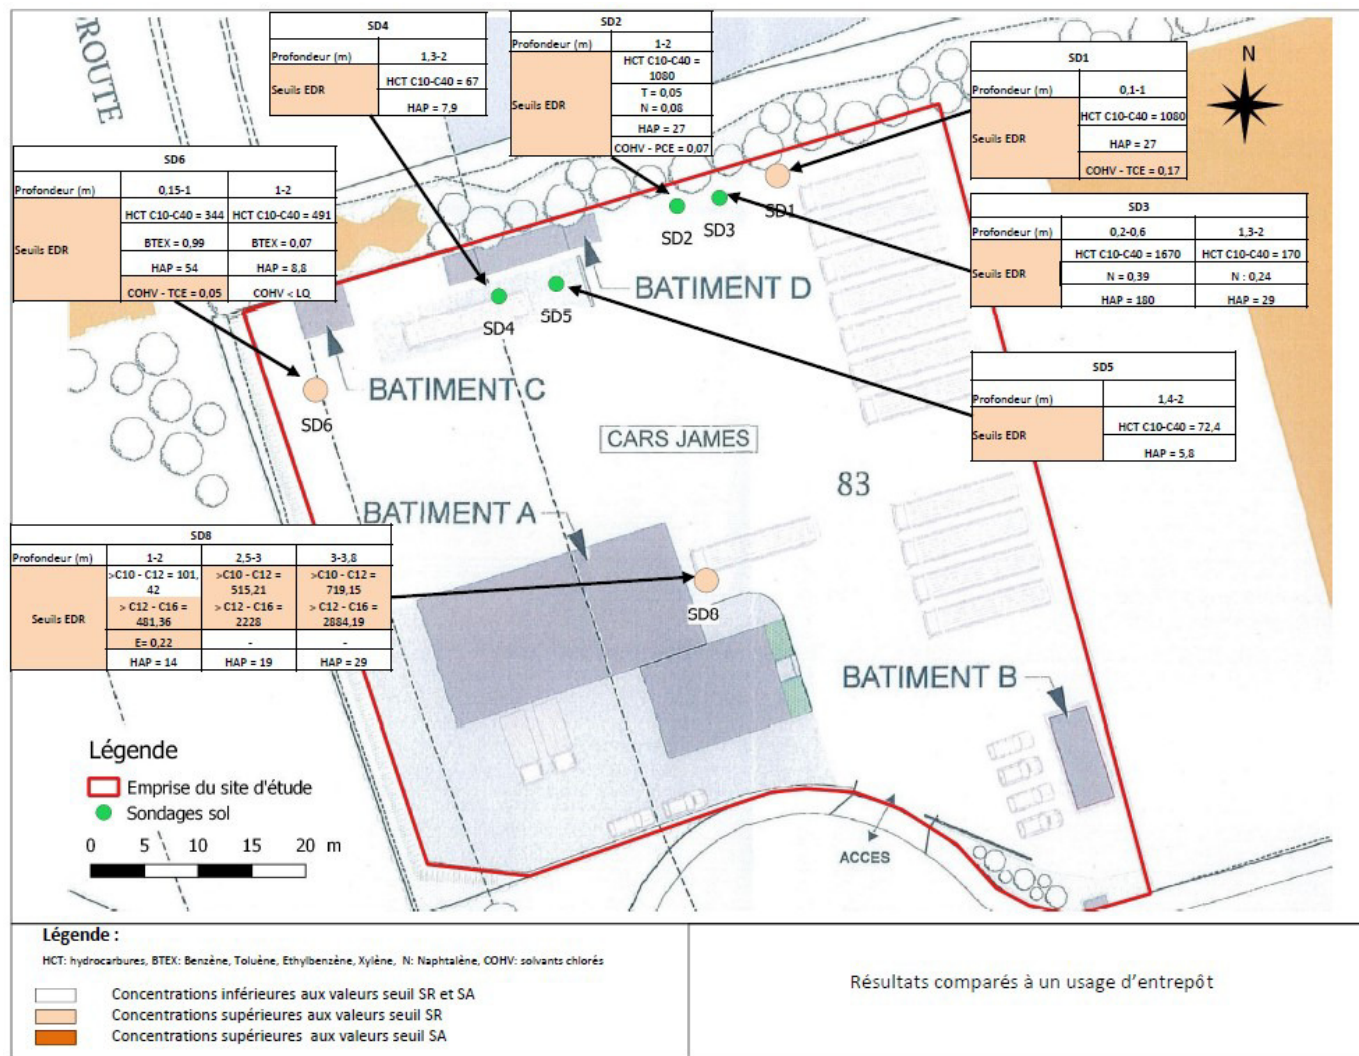 ROUTE
SD4
Profondeur (m) 1,3-2
Seuils EDR
HCT C10-C40 = 67
HAP = 7,9
SD2
Profondeur (m) 1-2
Seuils EDR
HCT C10-C40 =
1080
T = 0,05
N = 0,08
HAP = 27
COHV - PCE = 0,07
SD1
Profondeur (m) 0,1-1
Seuils EDR
HCT C10-C40 = 1080
HAP = 27
COHV - TCE = 0,17
N
SD6
Profondeur (m) 0,15-1 1-2
Seuils EDR
HCT C10-C40 = 344 HCT C10-C40 = 491
BTEX = 0,99 BTEX = 0,07
HAP = 54 HAP = 8,8
COHV - TCE = 0,05 COHV < LQ
SD3
Profondeur (m) 0,2-0,6 1,3-2
Seuils EDR
HCT C10-C40 = 1670 HCT C10-C40 = 170
N = 0,39 N : 0,24
HAP = 180 HAP = 29
SD2
SD3
SD1
BATIMENT D
SD4
SD5
BATIMENT C
SD6
SD5
Profondeur (m) 1,4-2
Seuils EDR
HCT C10-C40 = 72,4
HAP = 5,8
CARS JAMES
83
BATIMENT A
SD8
Profondeur (m) 1-2 2,5-3 3-3,8
Seuils EDR
>C10 - C12 = 101, >C10 - C12 = >C10 - C12 =
42 515,21 719,15
> C12 - C16 = > C12 - C16 = > C12 - C16 =
481,36 2228 2884,19
E= 0,22 - -
HAP = 14 HAP = 19 HAP = 29
SD8
BATIMENT B
ACCES
Légende
Emprise du site d'étude
Sondages sol
0 5 10 15 20 m
Légende :
HCT: hydrocarbures, BTEX: Benzène, Toluène, Ethylbenzène, Xylène, N: Naphtalène, COHV: solvants chlorés
Concentrations inférieures aux valeurs seuil SR et SA
Concentrations supérieures aux valeurs seuil SR
Concentrations supérieures aux valeurs seuil SA
Résultats comparés à un usage d'entrepôt